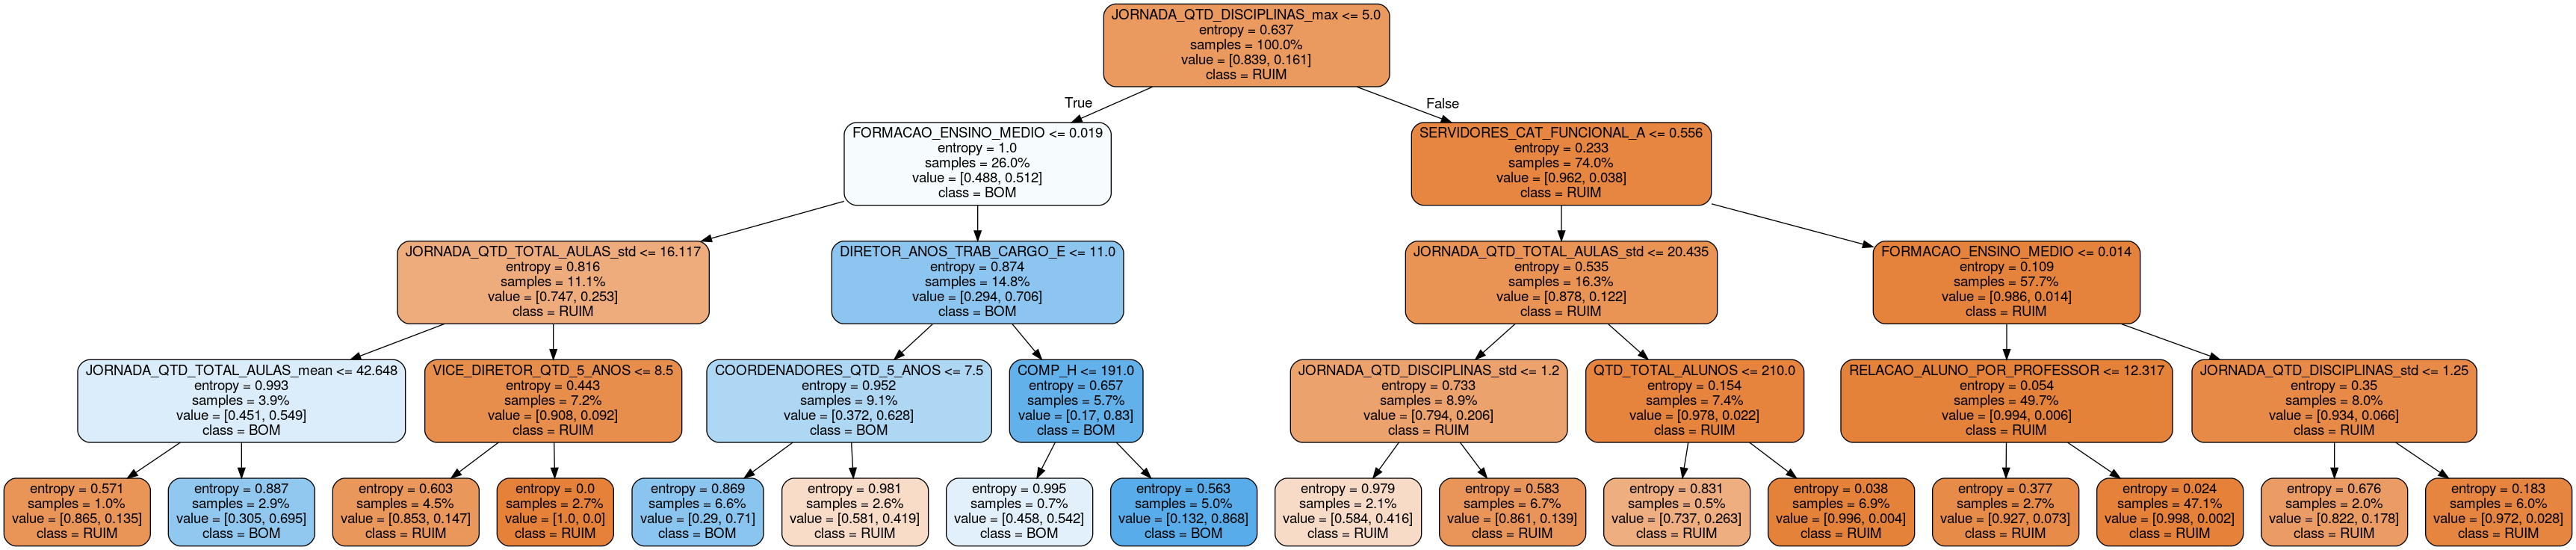 JORNADA_QTD_DISCIPLINAS_max <= 5.0
entropy = 0.637
samples = 100.0%
value = [0.839, 0.161]
class = RUIM
True
False
FORMACAO_ENSINO_MEDIO <= 0.019
entropy = 1.0
samples = 26.0%
value = [0.488, 0.512]
class = BOM
SERVIDORES_CAT_FUNCIONAL_A <= 0.556
entropy = 0.233
samples = 74.0%
value = [0.962, 0.038]
class = RUIM
JORNADA_QTD_TOTAL_AULAS_std <= 16.117
entropy = 0.816
samples = 11.1%
value = [0.747, 0.253]
class = RUIM
DIRETOR_ANOS_TRAB_CARGO_E <= 11.0
entropy = 0.874
samples = 14.8%
value = [0.294, 0.706]
class = BOM
JORNADA_QTD_TOTAL_AULAS_std <= 20.435
entropy = 0.535
samples = 16.3%
value = [0.878, 0.122]
class = RUIM
FORMACAO_ENSINO_MEDIO <= 0.014
entropy = 0.109
samples = 57.7%
value = [0.986, 0.014]
class = RUIM
JORNADA_QTD_TOTAL_AULAS_mean <= 42.648
entropy = 0.993
samples = 3.9%
value = [0.451, 0.549]
class = BOM
VICE_DIRETOR_QTD_5_ANOS <= 8.5
entropy = 0.443
samples = 7.2%
value = [0.908, 0.092]
class = RUIM
COORDENADORES_QTD_5_ANOS <= 7.5
entropy = 0.952
samples = 9.1%
value = [0.372, 0.628]
class = BOM
COMP_H <= 191.0
entropy = 0.657
samples = 5.7%
value = [0.17, 0.83]
class = BOM
JORNADA_QTD_DISCIPLINAS_std <= 1.2
entropy = 0.733
samples = 8.9%
value = [0.794, 0.206]
class = RUIM
QTD_TOTAL_ALUNOS <= 210.0
entropy = 0.154
samples = 7.4%
value = [0.978, 0.022]
class = RUIM
RELACAO_ALUNO_POR_PROFESSOR <= 12.317
entropy = 0.054
samples = 49.7%
value = [0.994, 0.006]
class = RUIM
JORNADA_QTD_DISCIPLINAS_std <= 1.25
entropy = 0.35
samples = 8.0%
value = [0.934, 0.066]
class = RUIM
entropy = 0.571
samples = 1.0%
value = [0.865, 0.135]
class = RUIM
entropy = 0.887
samples = 2.9%
value = [0.305, 0.695]
class = BOM
entropy = 0.603
samples = 4.5%
value = [0.853, 0.147]
class = RUIM
entropy = 0.0
samples = 2.7%
value = [1.0, 0.0]
class = RUIM
entropy = 0.869
samples = 6.6%
value = [0.29, 0.71]
class = BOM
entropy = 0.981
samples = 2.6%
value = [0.581, 0.419]
class = RUIM
entropy = 0.995
samples = 0.7%
value = [0.458, 0.542]
class = BOM
entropy = 0.563
samples = 5.0%
value = [0.132, 0.868]
class = BOM
entropy = 0.979
samples = 2.1%
value = [0.584, 0.416]
class = RUIM
entropy = 0.583
samples = 6.7%
value = [0.861, 0.139]
class = RUIM
entropy = 0.831
samples = 0.5%
value = [0.737, 0.263]
class = RUIM
entropy = 0.038
samples = 6.9%
value = [0.996, 0.004]
class = RUIM
entropy = 0.377
samples = 2.7%
value = [0.927, 0.073]
class = RUIM
entropy = 0.024
samples = 47.1%
value = [0.998, 0.002]
class = RUIM
entropy = 0.676
samples = 2.0%
value = [0.822, 0.178]
class = RUIM
entropy = 0.183
samples = 6.0%
value = [0.972, 0.028]
class = RUIM